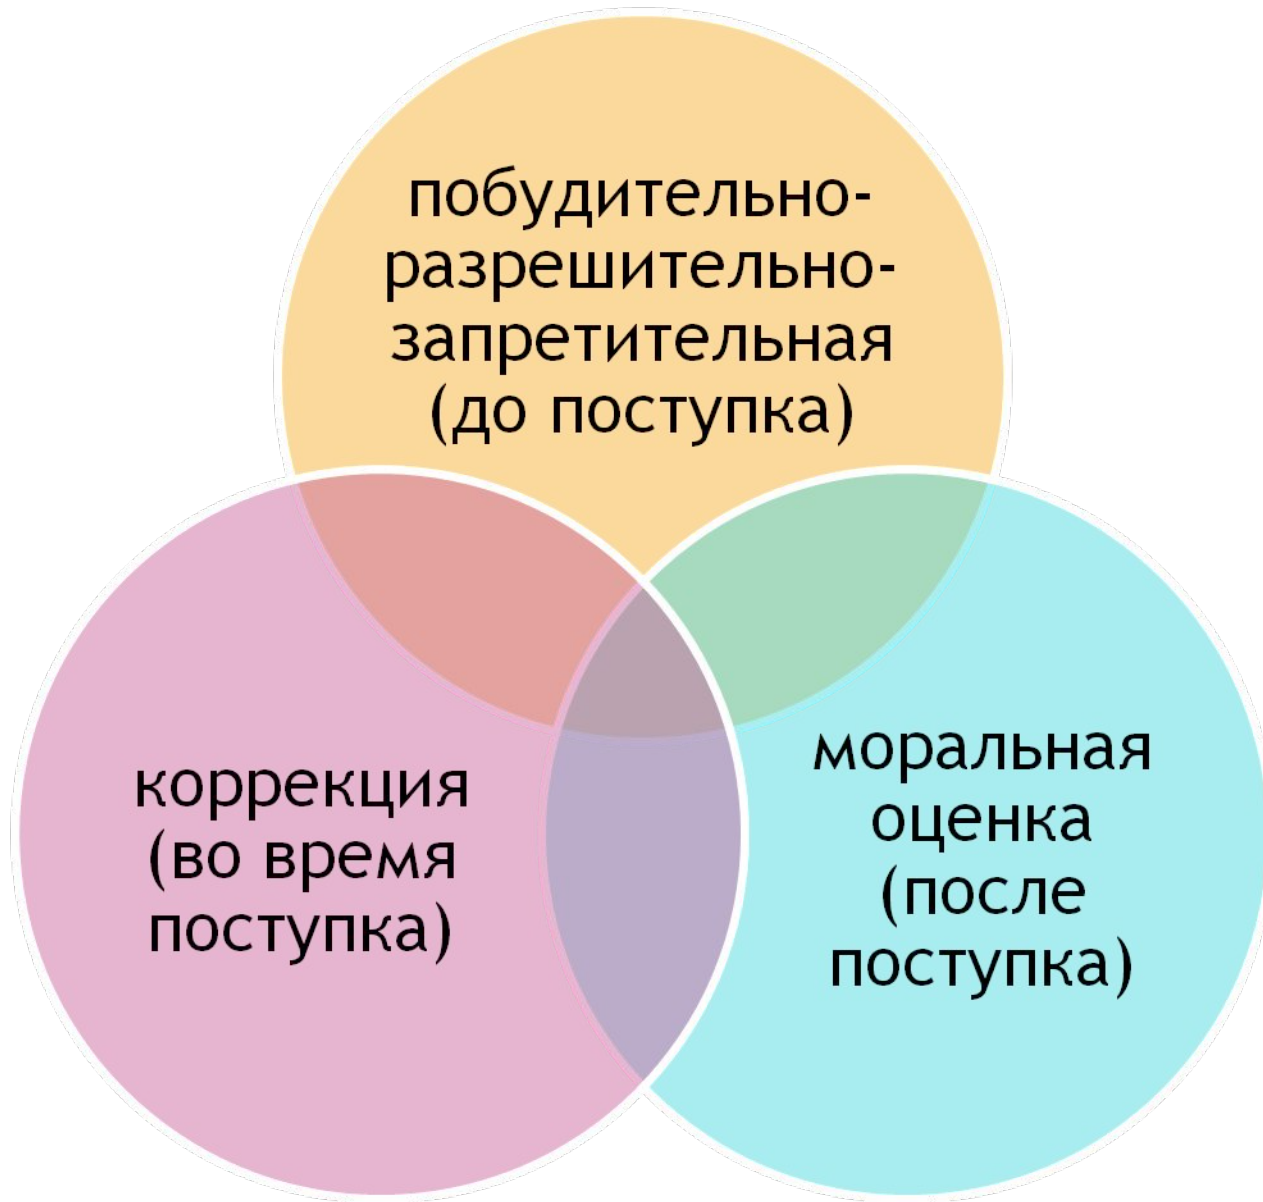 побудительно-
разрешительно-
запретительная
(до поступка)
коррекция
(во время
поступка)
моральная
оценка
(после
поступка)